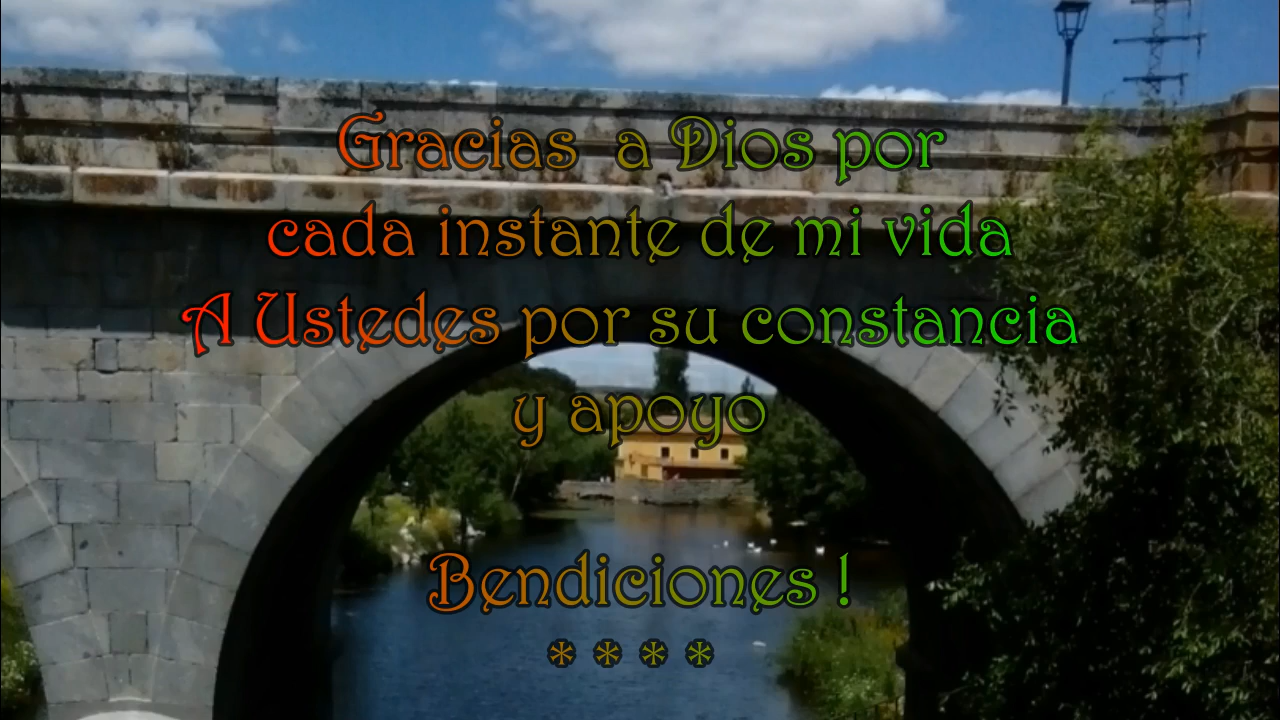 Gracias a Dios por
cada instante de mi vida
A Ustedes por su constancia
y apoyo
Bendiciones !
* * * *